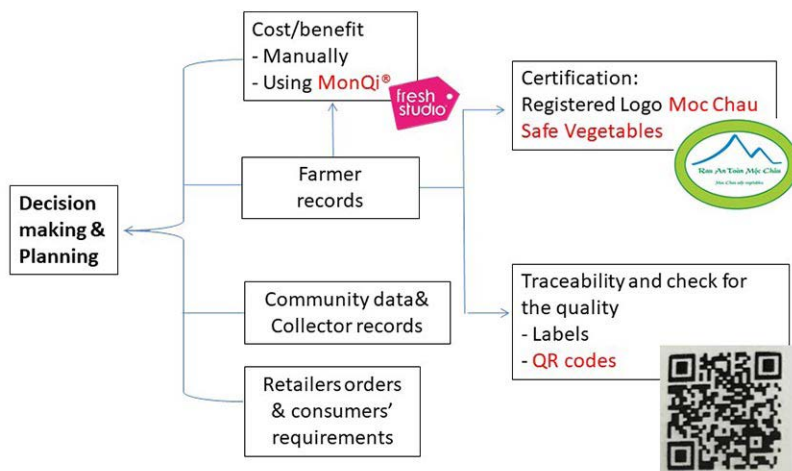 Cost/benefit
- Manually
- Using MonQi®
fresh
studio®
Certification:
Registered Logo Moc Chau
Safe Vegetables
Rau An Toàn Mộc Châu
Moc Chau safe vegetables
Farmer
records
Decision
making &
Planning
Community data&
Collector records
Traceability and check for
the quality
- Labels
- QR codes
Retailers orders
& consumers’
requirements